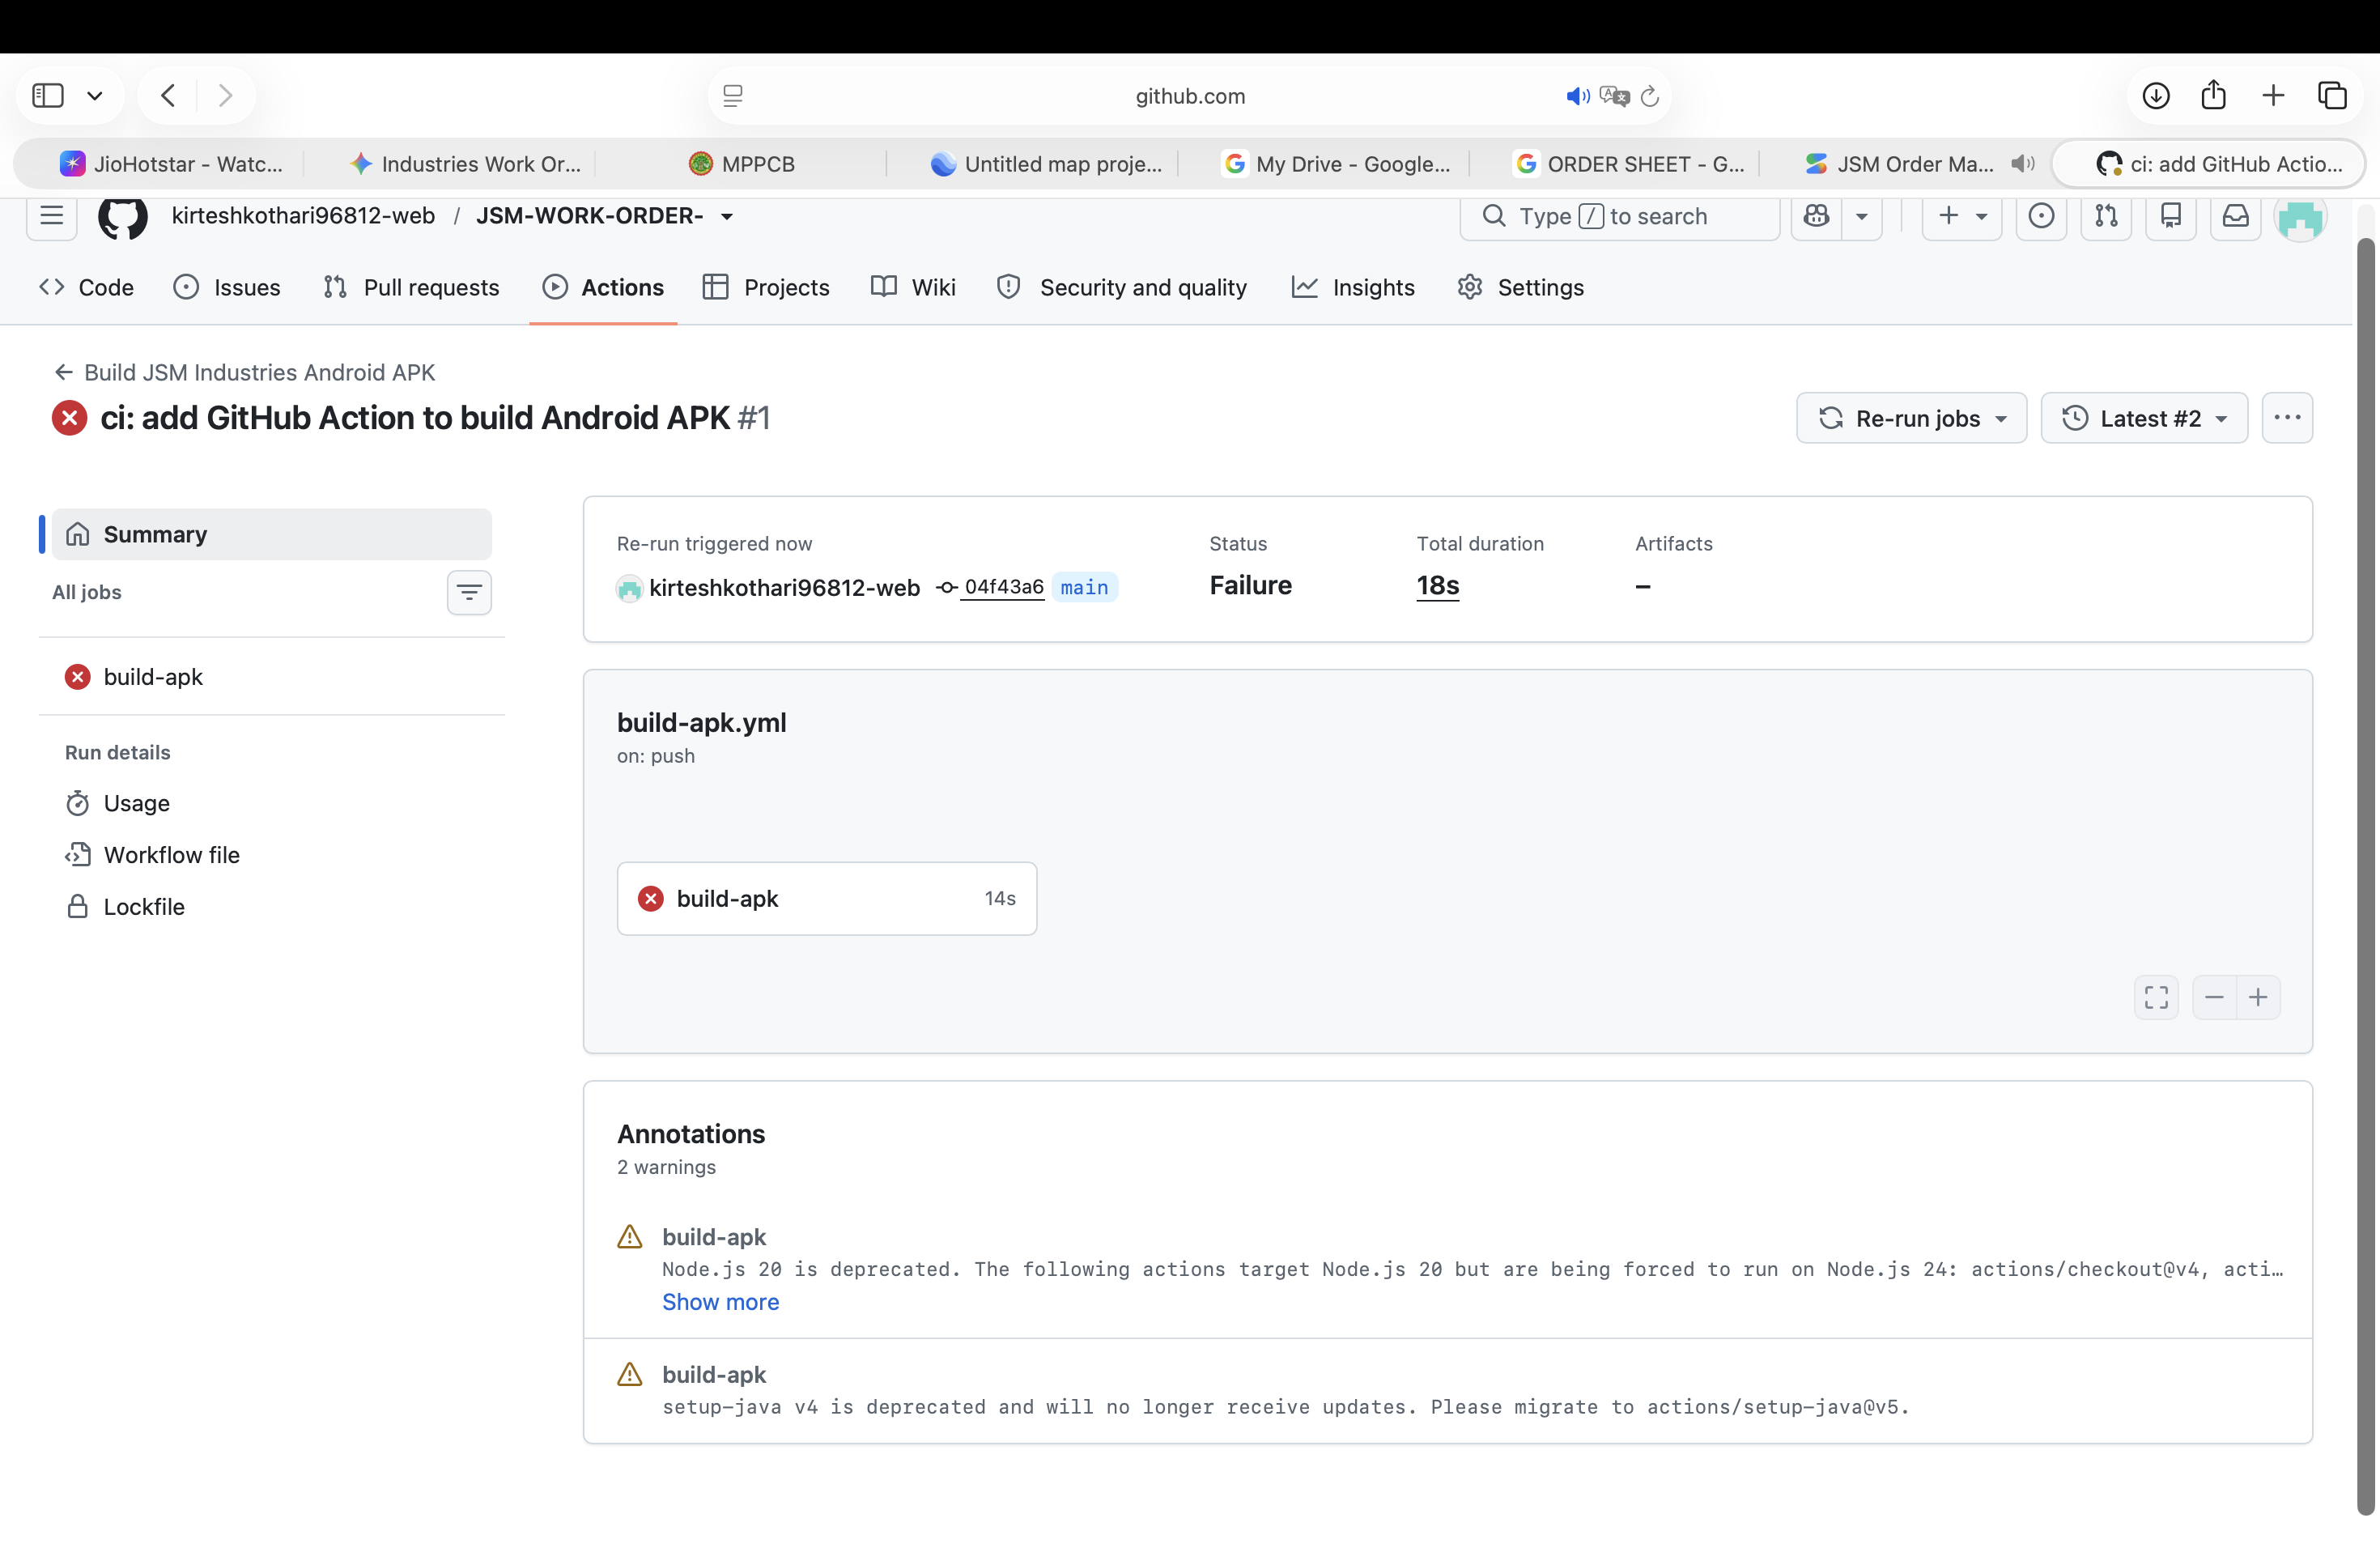 github.com
JioHotstar - Watc...
Industries Work Or...
MPPCB
Untitled map proje...
My Drive - Google...
ORDER SHEET - G...
JSM Order Ma...
ci: add GitHub Actio...
kirteshkothari96812-web / JSM-WORK-ORDER-
Type / to search
Code
Issues
Pull requests
Actions
Projects
Wiki
Security and quality
Insights
Settings
← Build JSM Industries Android APK
ci: add GitHub Action to build Android APK #1
Re-run jobs
Latest #2
Summary
All jobs
build-apk
Run details
Usage
Workflow file
Lockfile
Re-run triggered now
kirteshkothari96812-web 04f43a6 main
Status
Failure
Total duration
18s
Artifacts
–
build-apk.yml
on: push
build-apk 14s
Annotations
2 warnings
build-apk
Node.js 20 is deprecated. The following actions target Node.js 20 but are being forced to run on Node.js 24: actions/checkout@v4, acti…
Show more
build-apk
setup-java v4 is deprecated and will no longer receive updates. Please migrate to actions/setup-java@v5.